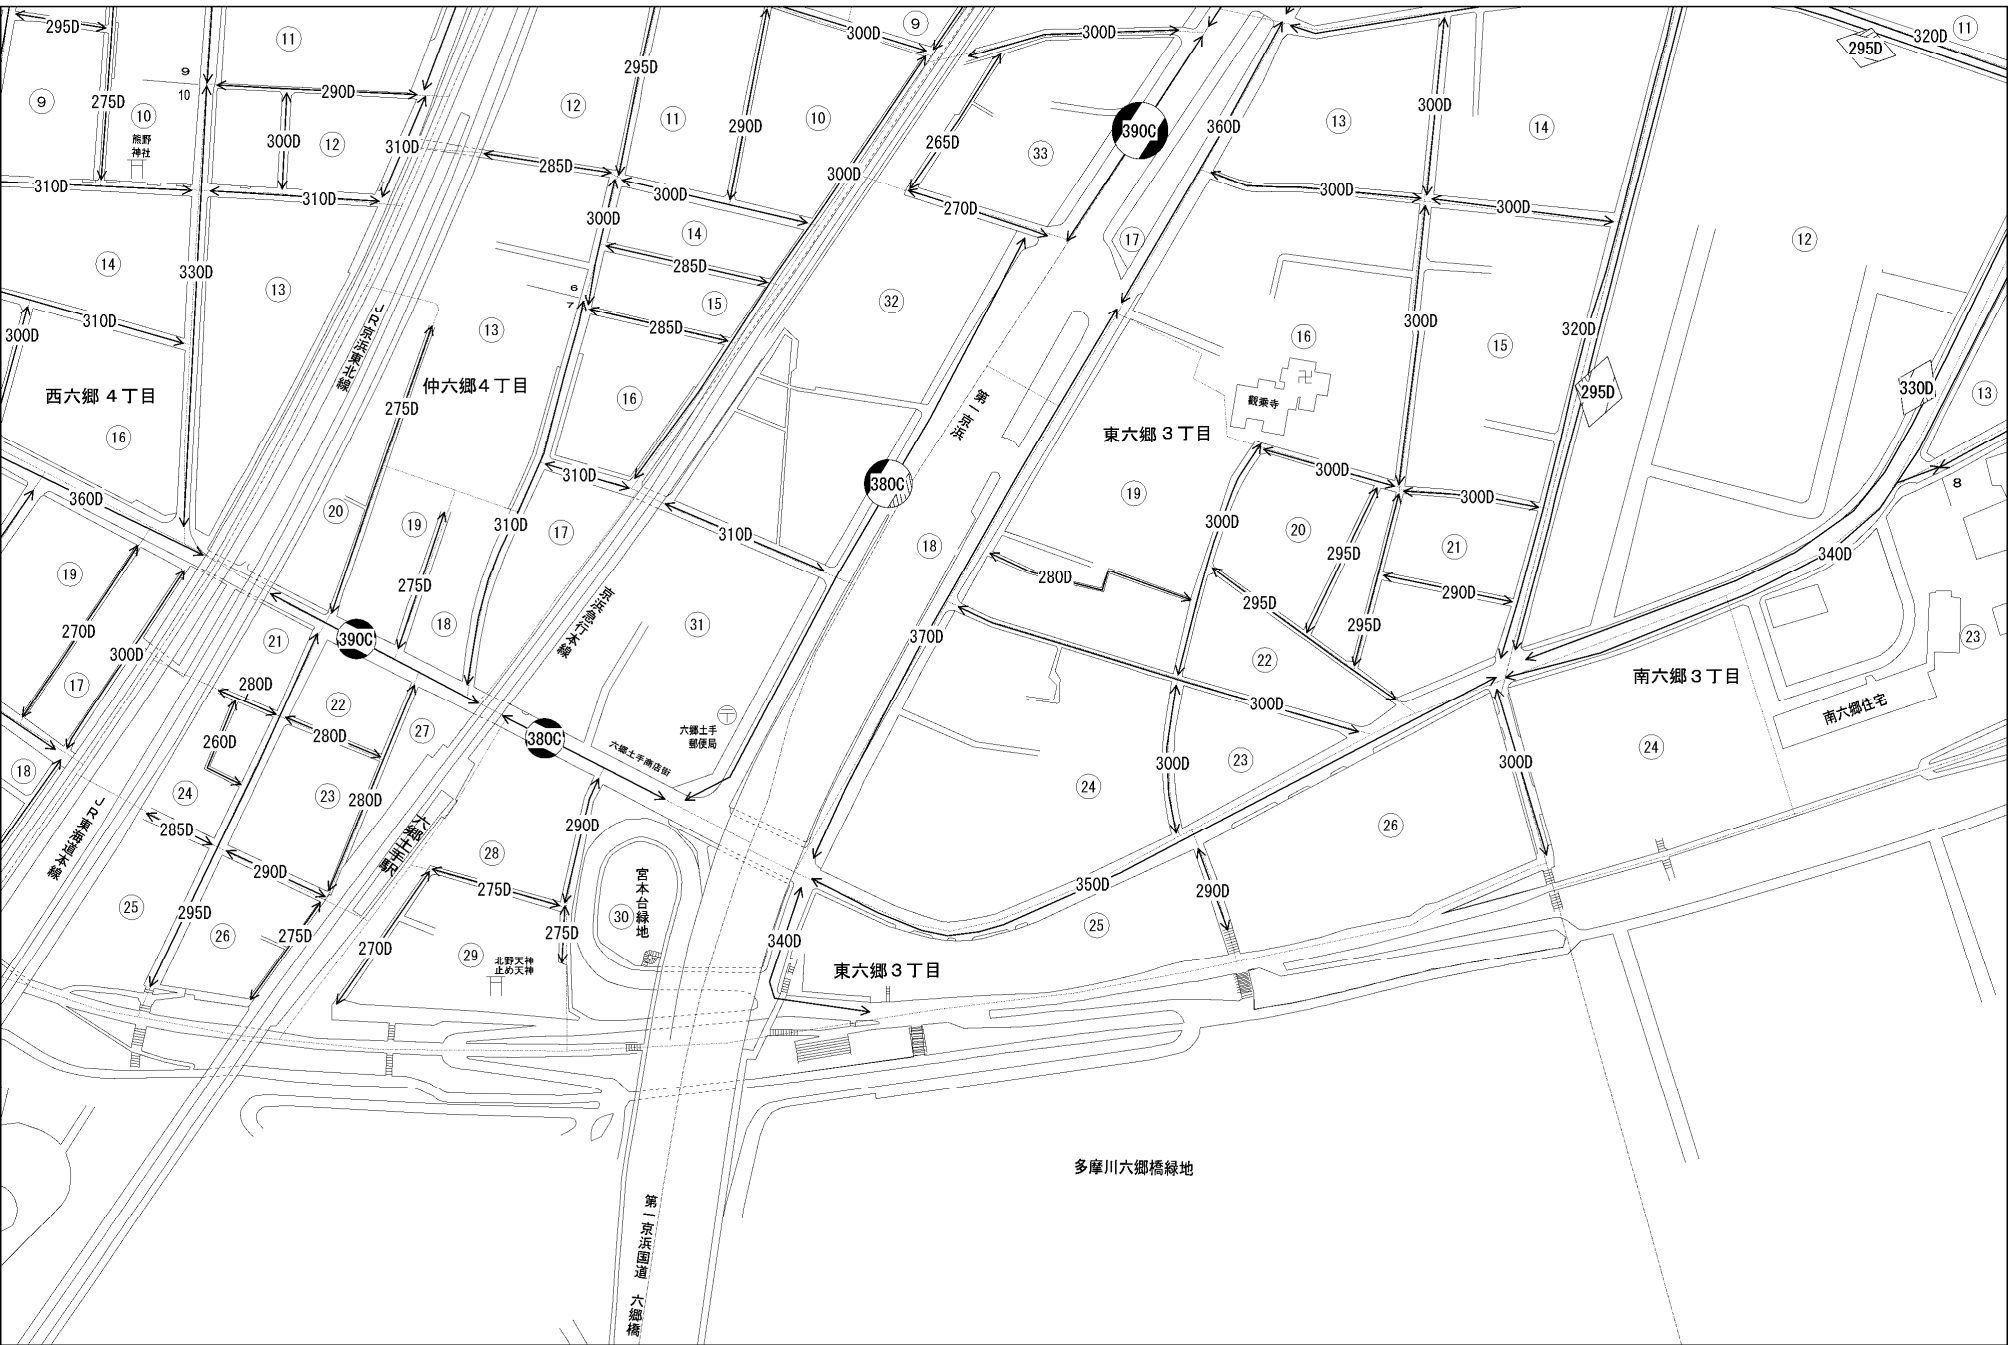 295D
⑪
300D
⑨
300D
320D
⑪
295D
295D
9
10
290D
⑨
275D
⑩
熊野
神社
300D
⑫
310D
⑫
⑪
290D
⑩
265D
㉝
390C
360D
⑬
300D
⑭
310D
310D
285D
300D
300D
270D
300D
300D
300D
⑭
330D
⑬
⑭
285D
⑰
⑫
6
7
⑮
285D
㉜
300D
310D
JR京浜東北線
⑬
⑯
300D
320D
⑮
西六郷4丁目
仲六郷4丁目
275D
⑯
第一京浜
観乗寺
295D
330D
⑬
⑯
東六郷3丁目
360D
310D
380C
⑲
300D
300D
8
⑳
⑲
310D
⑰
310D
⑱
300D
⑳
295D
㉑
340D
⑲
275D
280D
290D
270D
300D
390C
⑱
京浜急行本線
㉛
295D
295D
㉑
370D
㉒
㉓
⑰
280D
㉒
300D
南六郷3丁目
260D
280D
㉗
380C
六郷土手
郵便局
六郷土手商店街
南六郷住宅
⑱
㉔
㉓
280D
300D
㉓
300D
㉔
285D
290D
㉔
㉖
JR東海道本線
六郷土手駅
290D
㉘
275D
宮本台緑地
350D
290D
㉕
295D
㉖
275D
270D
㉙
275D
㉚
340D
㉕
北野天神
止め天神
東六郷3丁目
多摩川六郷橋緑地
第一京浜国道　六郷橋